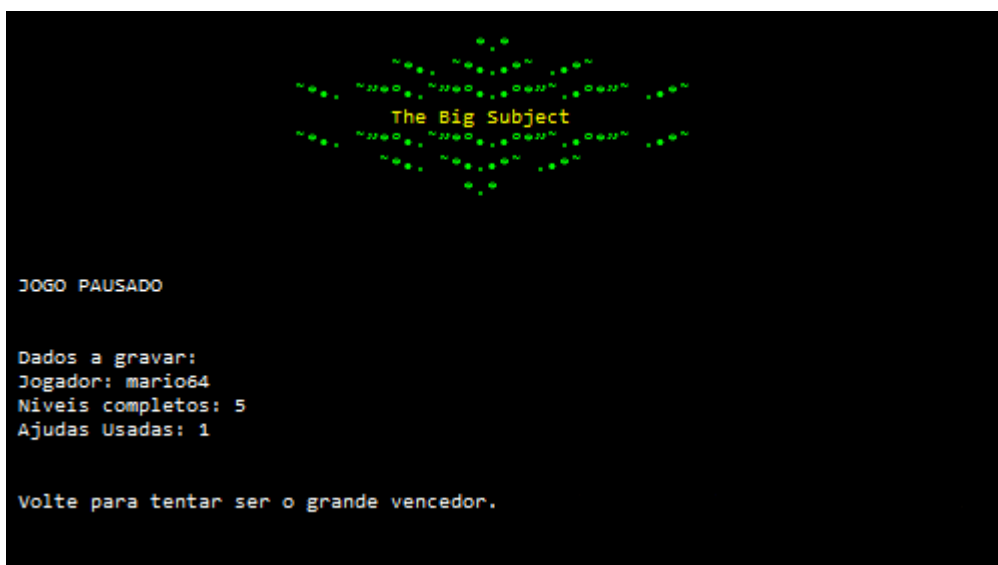 The Big Subject
JOGO PAUSADO
Dados a gravar:
Jogador: mario64
Niveis completos: 5
Ajudas Usadas: 1
Volte para tentar ser o grande vencedor.